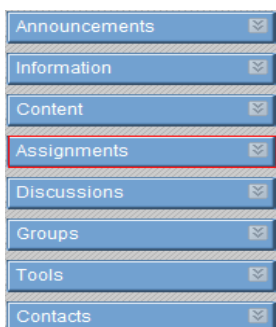 Announcements
Information
Content
Assignments
Discussions
Groups
Tools
Contacts